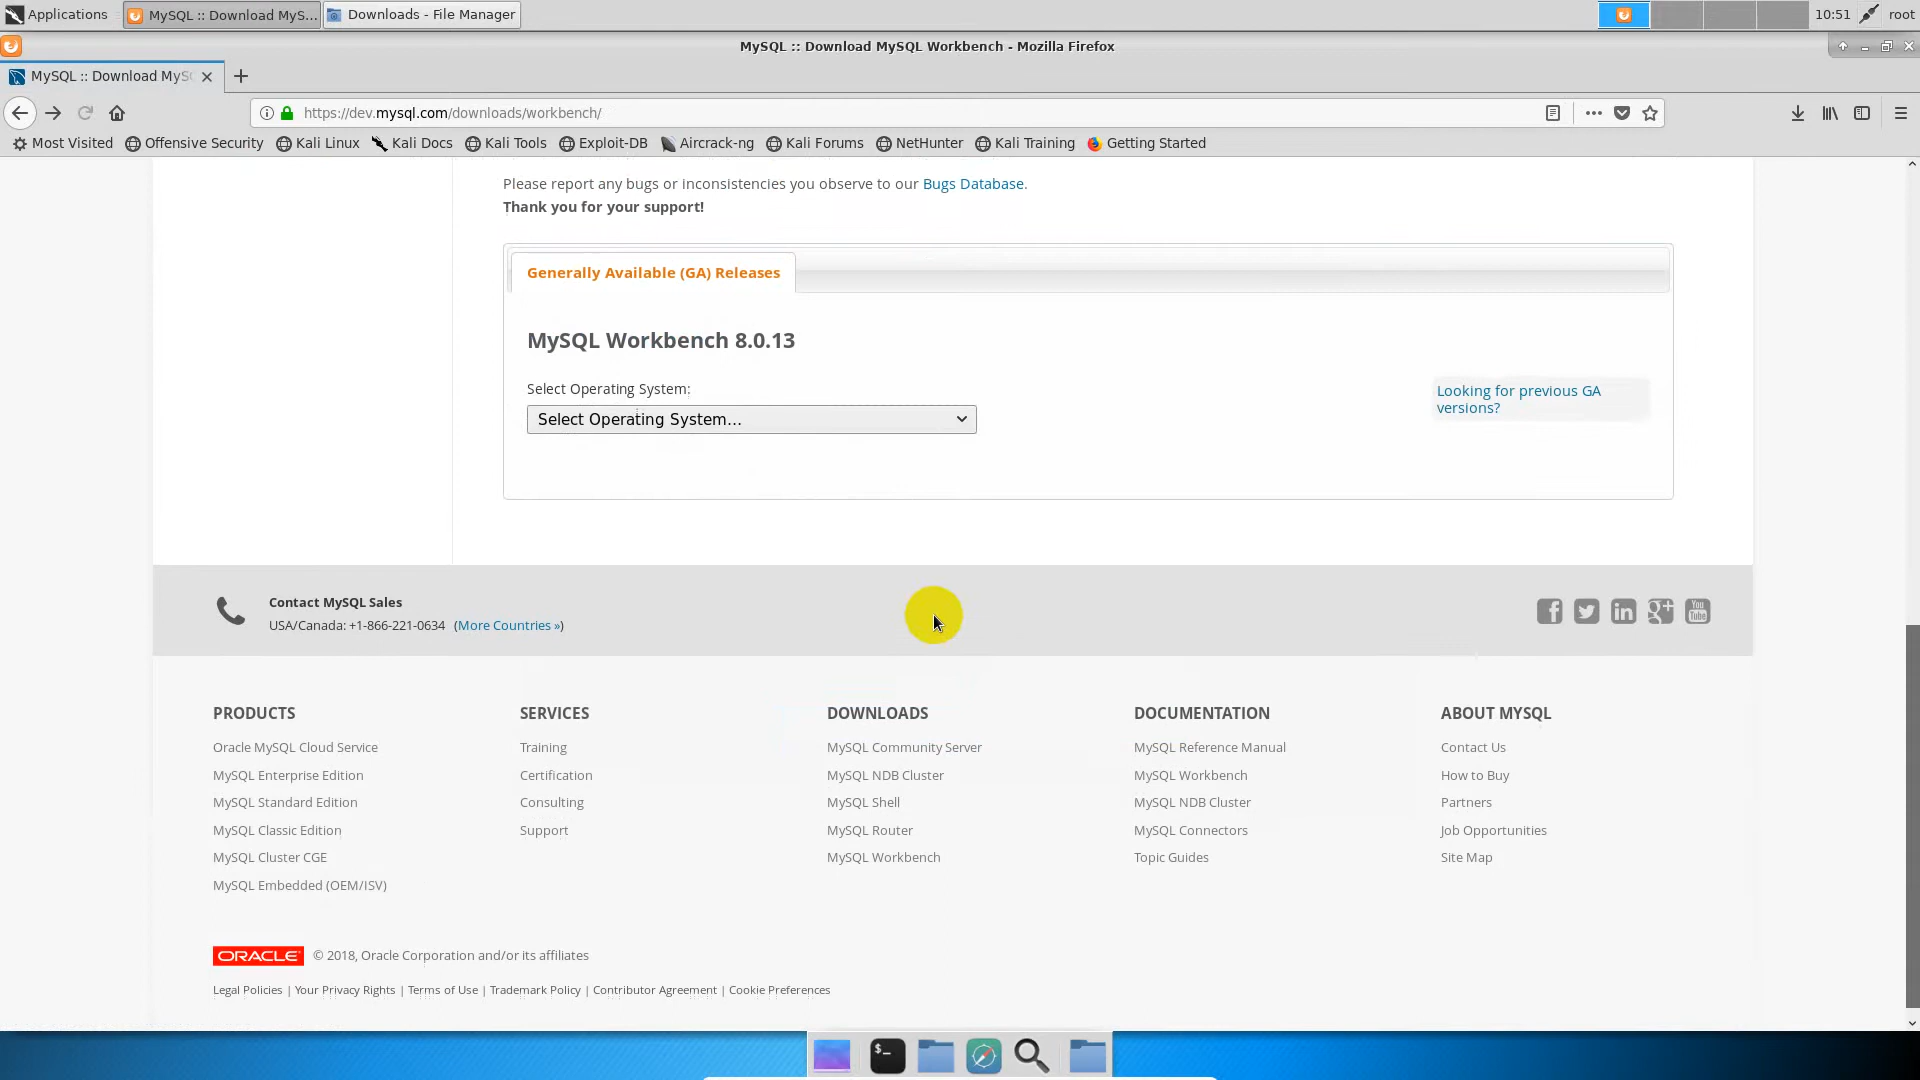 Applications
MySQL :: Download MyS...
Downloads - File Manager
10:51
root
MySQL :: Download MySQL Workbench - Mozilla Firefox
MySQL :: Download MyS
https://dev.mysql.com/downloads/workbench/
Most Visited
Offensive Security
Kali Linux
Kali Docs
Kali Tools
Exploit-DB
Aircrack-ng
Kali Forums
NetHunter
Kali Training
Getting Started
Please report any bugs or inconsistencies you observe to our Bugs Database.
Thank you for your support!
Generally Available (GA) Releases
MySQL Workbench 8.0.13
Select Operating System:
Select Operating System...
Looking for previous GA
versions?
Contact MySQL Sales
USA/Canada: +1-866-221-0634 (More Countries »)
PRODUCTS
Oracle MySQL Cloud Service
MySQL Enterprise Edition
MySQL Standard Edition
MySQL Classic Edition
MySQL Cluster CGE
MySQL Embedded (OEM/ISV)
SERVICES
Training
Certification
Consulting
Support
DOWNLOADS
MySQL Community Server
MySQL NDB Cluster
MySQL Shell
MySQL Router
MySQL Workbench
DOCUMENTATION
MySQL Reference Manual
MySQL Workbench
MySQL NDB Cluster
MySQL Connectors
Topic Guides
ABOUT MYSQL
Contact Us
How to Buy
Partners
Job Opportunities
Site Map
ORACLE © 2018, Oracle Corporation and/or its affiliates
Legal Policies | Your Privacy Rights | Terms of Use | Trademark Policy | Contributor Agreement | Cookie Preferences